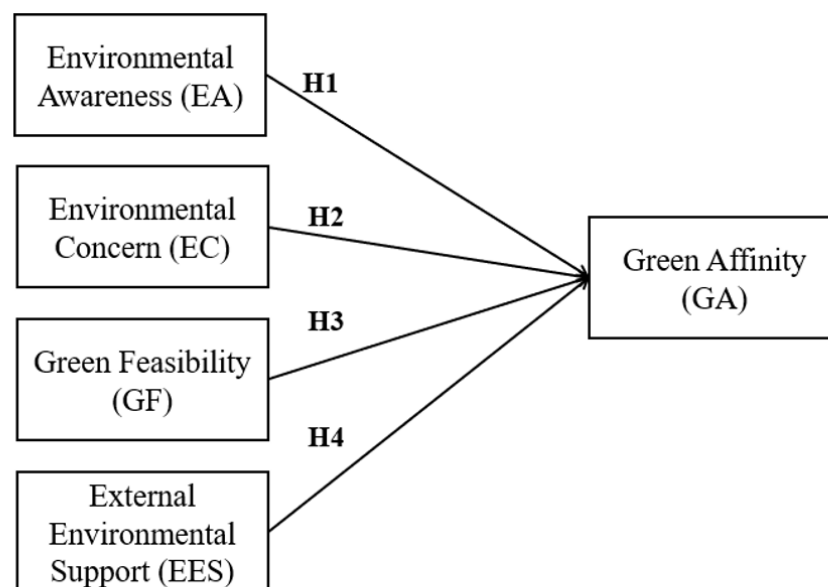 Environmental
Awareness (EA)
H1
Environmental
Concern (EC)
H2
Green Affinity
(GA)
Green Feasibility
(GF)
H3
H4
External
Environmental
Support (EES)